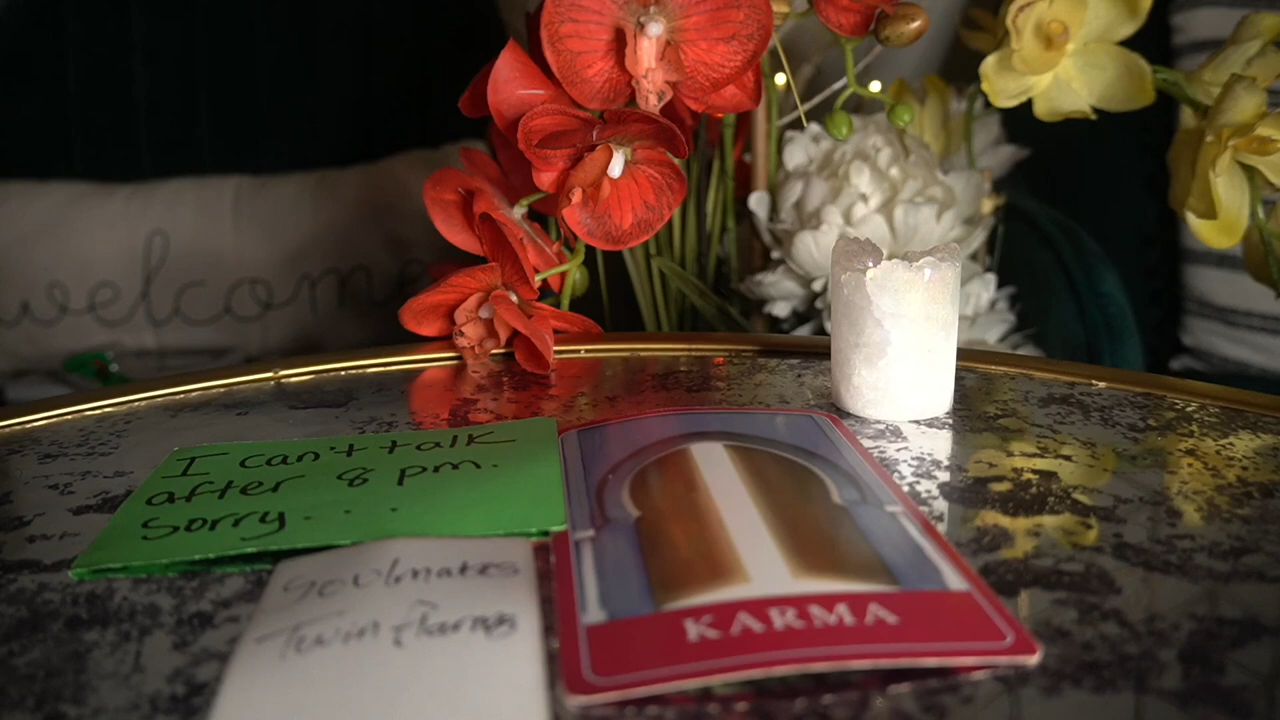 welcome
I can't talk
after 8 pm.
Sorry....
Soulmates
Twin flames
KARMA